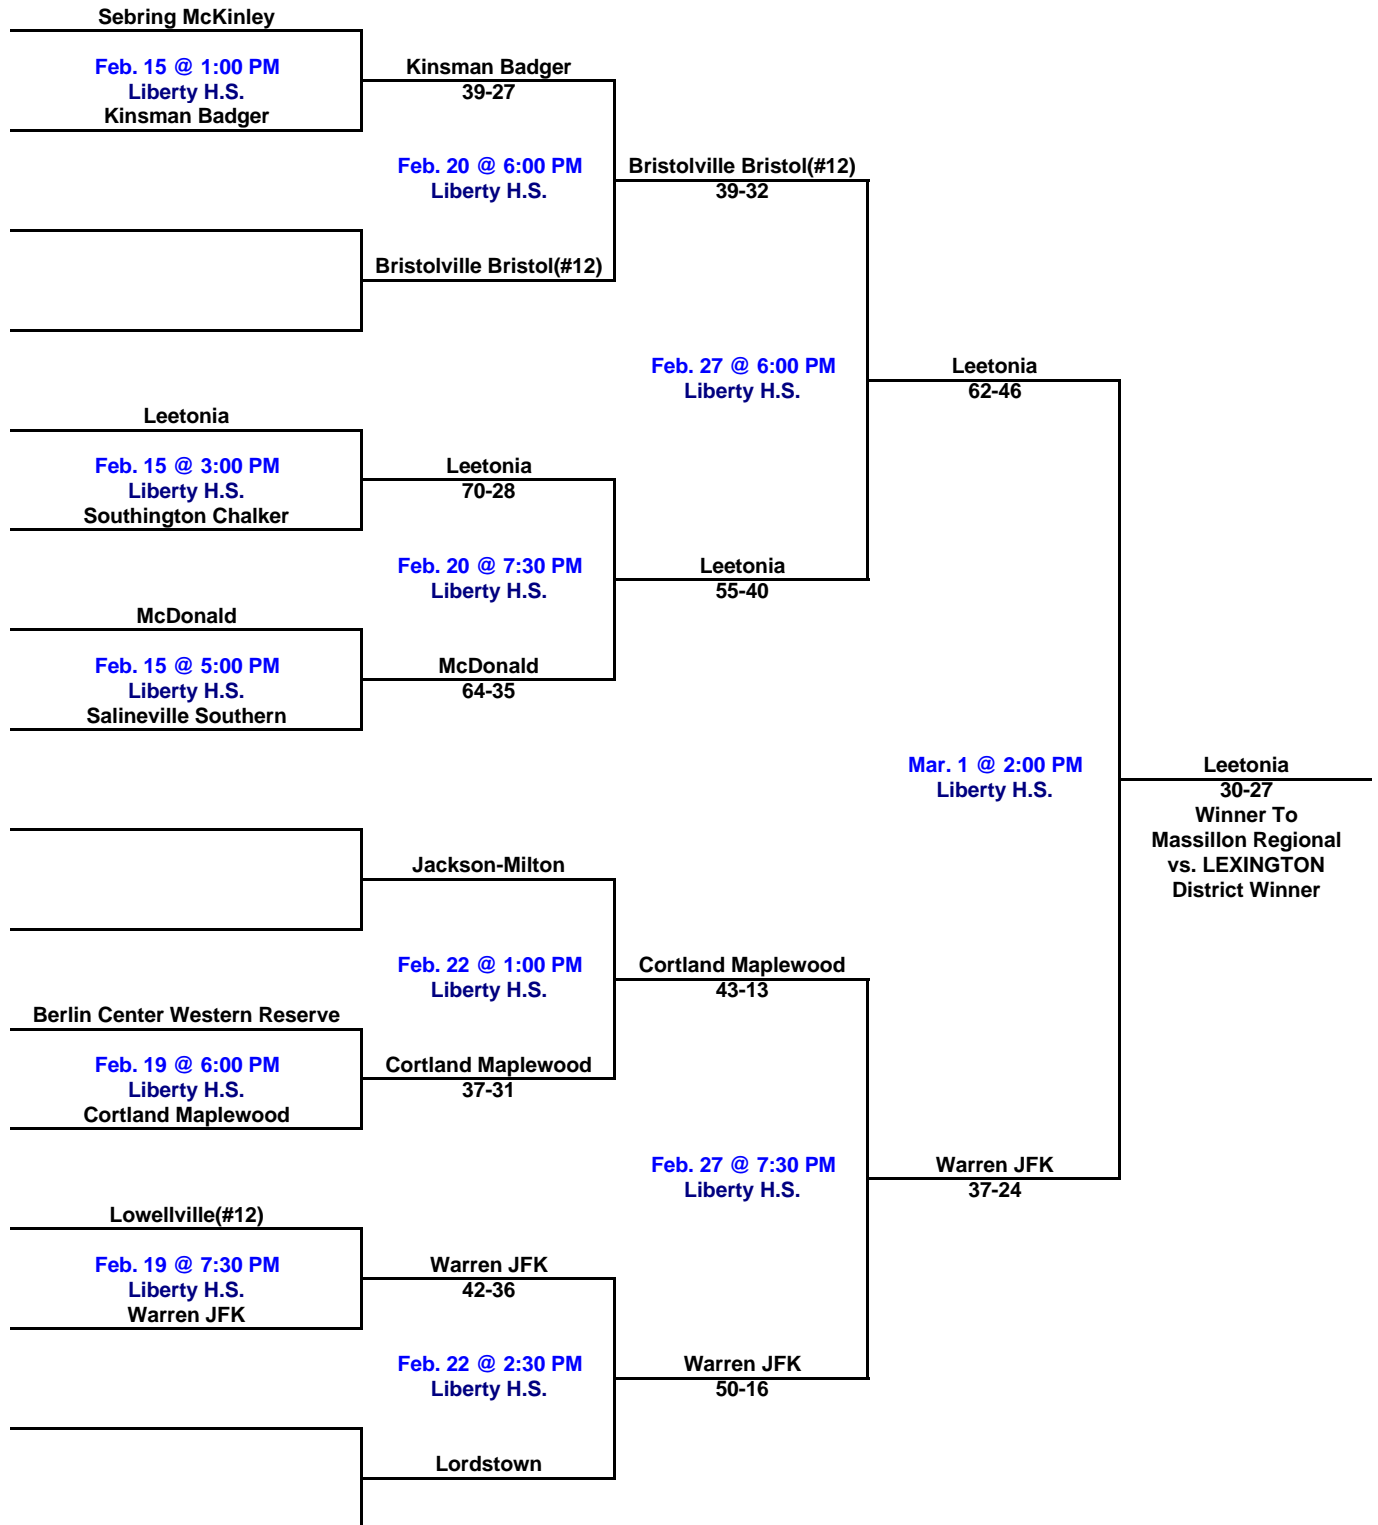 Sebring McKinley
Feb. 15 @ 1:00 PM
Liberty H.S.
Kinsman Badger
Kinsman Badger
39-27
Feb. 20 @ 6:00 PM
Liberty H.S.
Bristolville Bristol(#12)
39-32
Bristolville Bristol(#12)
Feb. 27 @ 6:00 PM
Liberty H.S.
Leetonia
62-46
Leetonia
Feb. 15 @ 3:00 PM
Liberty H.S.
Southington Chalker
Leetonia
70-28
Feb. 20 @ 7:30 PM
Liberty H.S.
Leetonia
55-40
McDonald
Feb. 15 @ 5:00 PM
Liberty H.S.
Salineville Southern
McDonald
64-35
Mar. 1 @ 2:00 PM
Liberty H.S.
Leetonia
30-27
Winner To
Massillon Regional
vs. LEXINGTON
District Winner
Jackson-Milton
Feb. 22 @ 1:00 PM
Liberty H.S.
Cortland Maplewood
43-13
Berlin Center Western Reserve
Feb. 19 @ 6:00 PM
Liberty H.S.
Cortland Maplewood
Cortland Maplewood
37-31
Feb. 27 @ 7:30 PM
Liberty H.S.
Warren JFK
37-24
Lowellville(#12)
Feb. 19 @ 7:30 PM
Liberty H.S.
Warren JFK
Warren JFK
42-36
Feb. 22 @ 2:30 PM
Liberty H.S.
Warren JFK
50-16
Lordstown